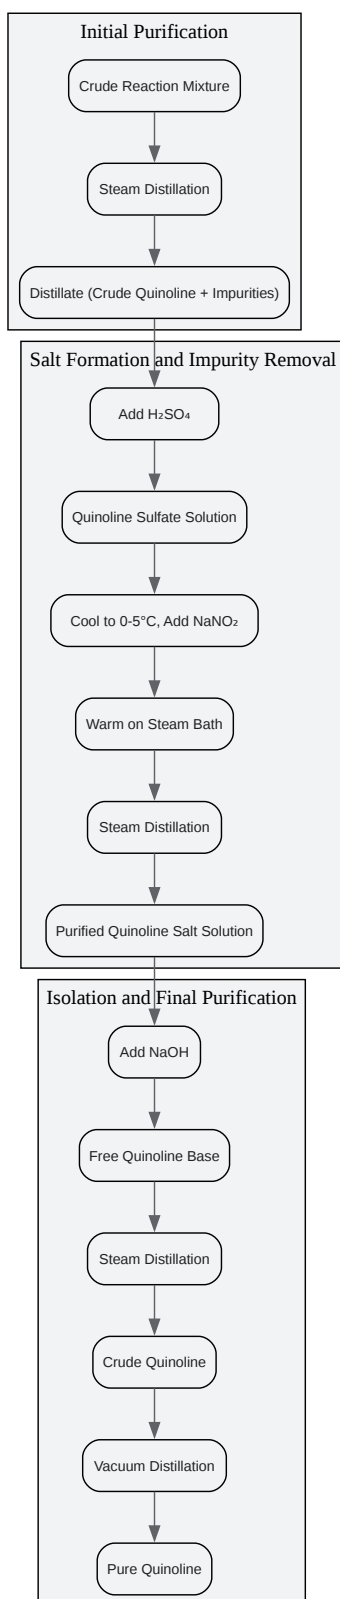 Initial Purification
Crude Reaction Mixture
Steam Distillation
Distillate (Crude Quinoline + Impurities)
Salt Formation and Impurity Removal
Add H₂SO₄
Quinoline Sulfate Solution
Cool to 0-5°C, Add NaNO₂
Warm on Steam Bath
Steam Distillation
Purified Quinoline Salt Solution
Isolation and Final Purification
Add NaOH
Free Quinoline Base
Steam Distillation
Crude Quinoline
Vacuum Distillation
Pure Quinoline